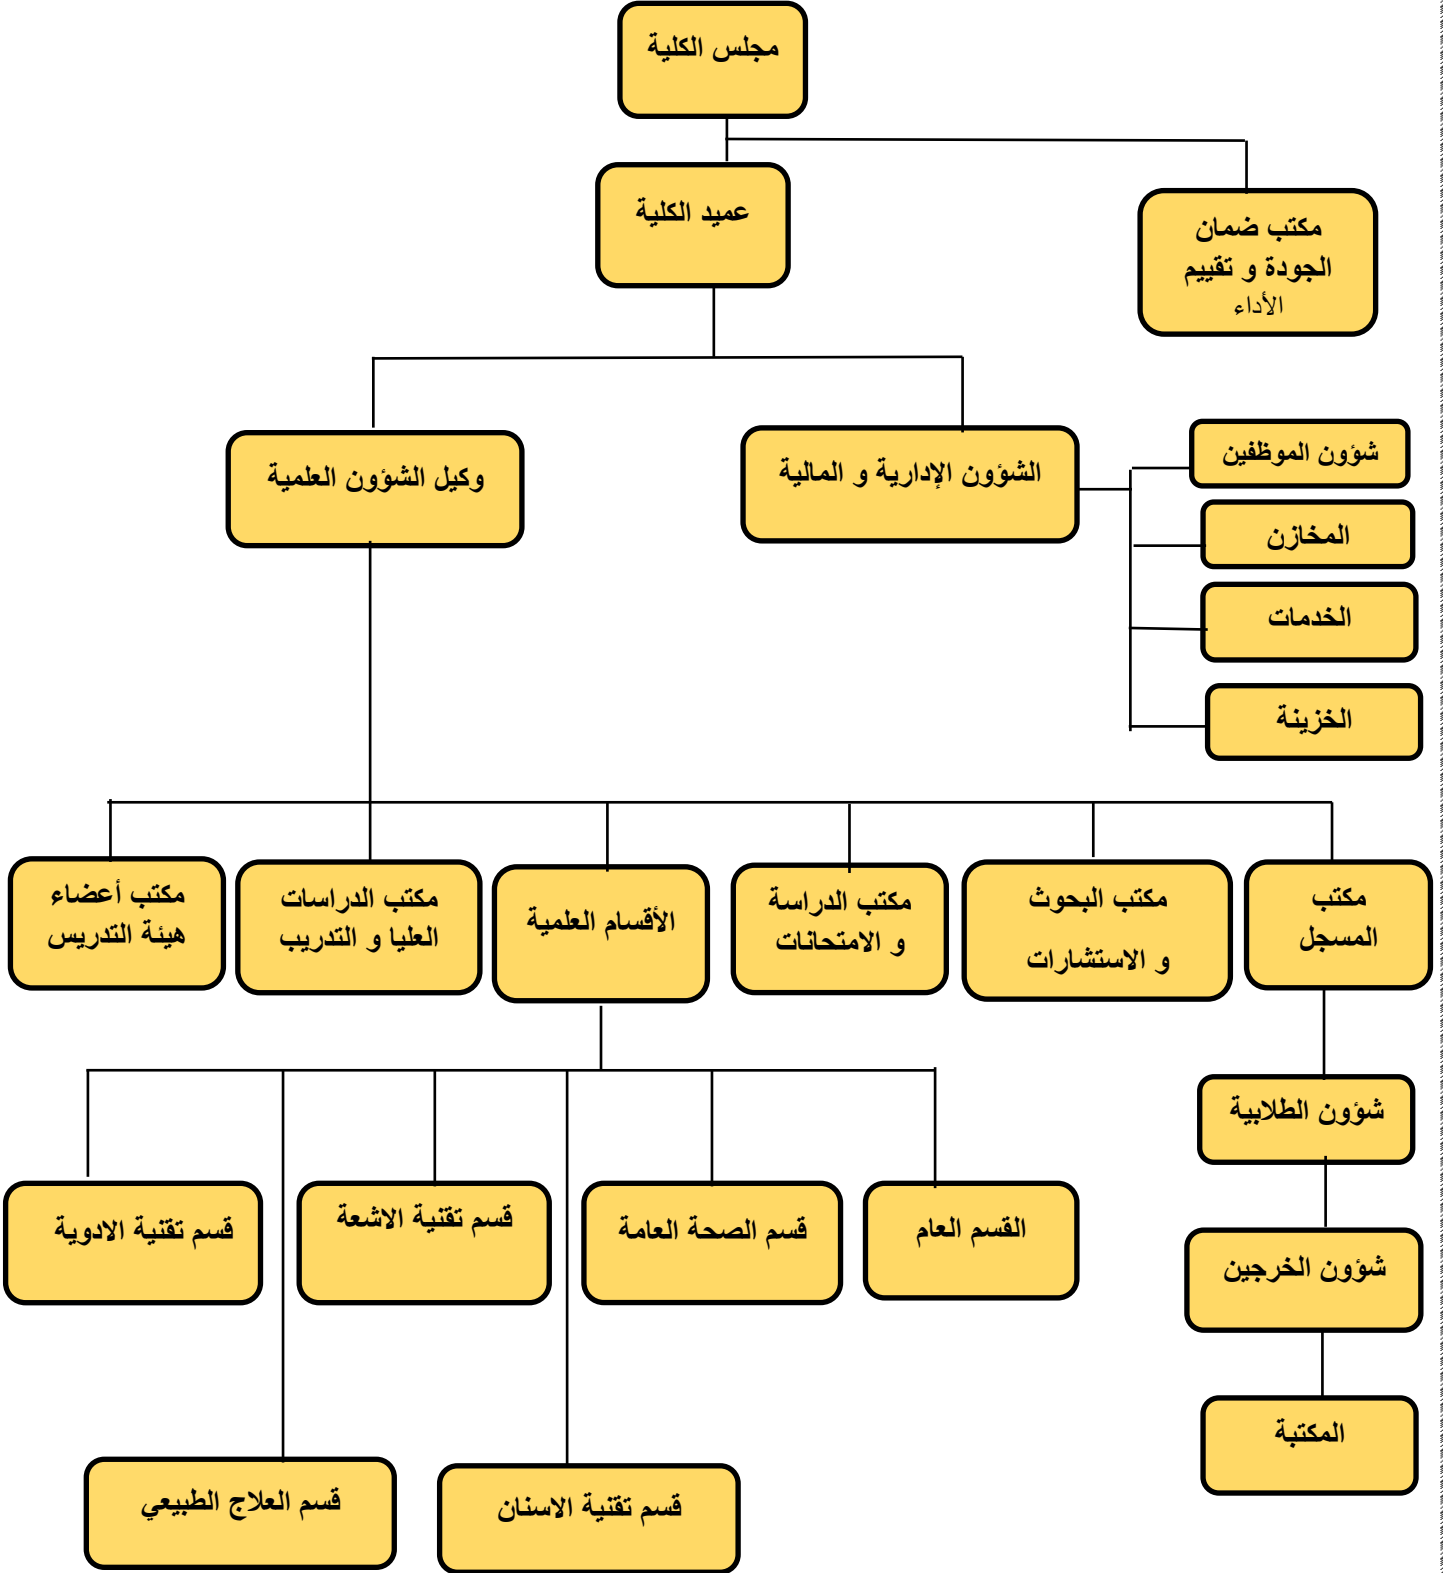 مجلس الكلية
عميد الكلية
مكتب ضمان
الجودة و تقييم
الأداء
الشؤون الإدارية و المالية
وكيل الشؤون العلمية
شؤون الموظفين
المخازن
الخدمات
الخزينة
مكتب
المسجل
مكتب البحوث
و الاستشارات
مكتب الدراسة
و الامتحانات
الأقسام العلمية
مكتب الدراسات
العليا و التدريب
مكتب أعضاء
هيئة التدريس
شؤون الطلابية
شؤون الخرجين
المكتبة
القسم العام
قسم الصحة العامة
قسم تقنية الاشعة
قسم تقنية الادوية
قسم تقنية الاسنان
قسم العلاج الطبيعي